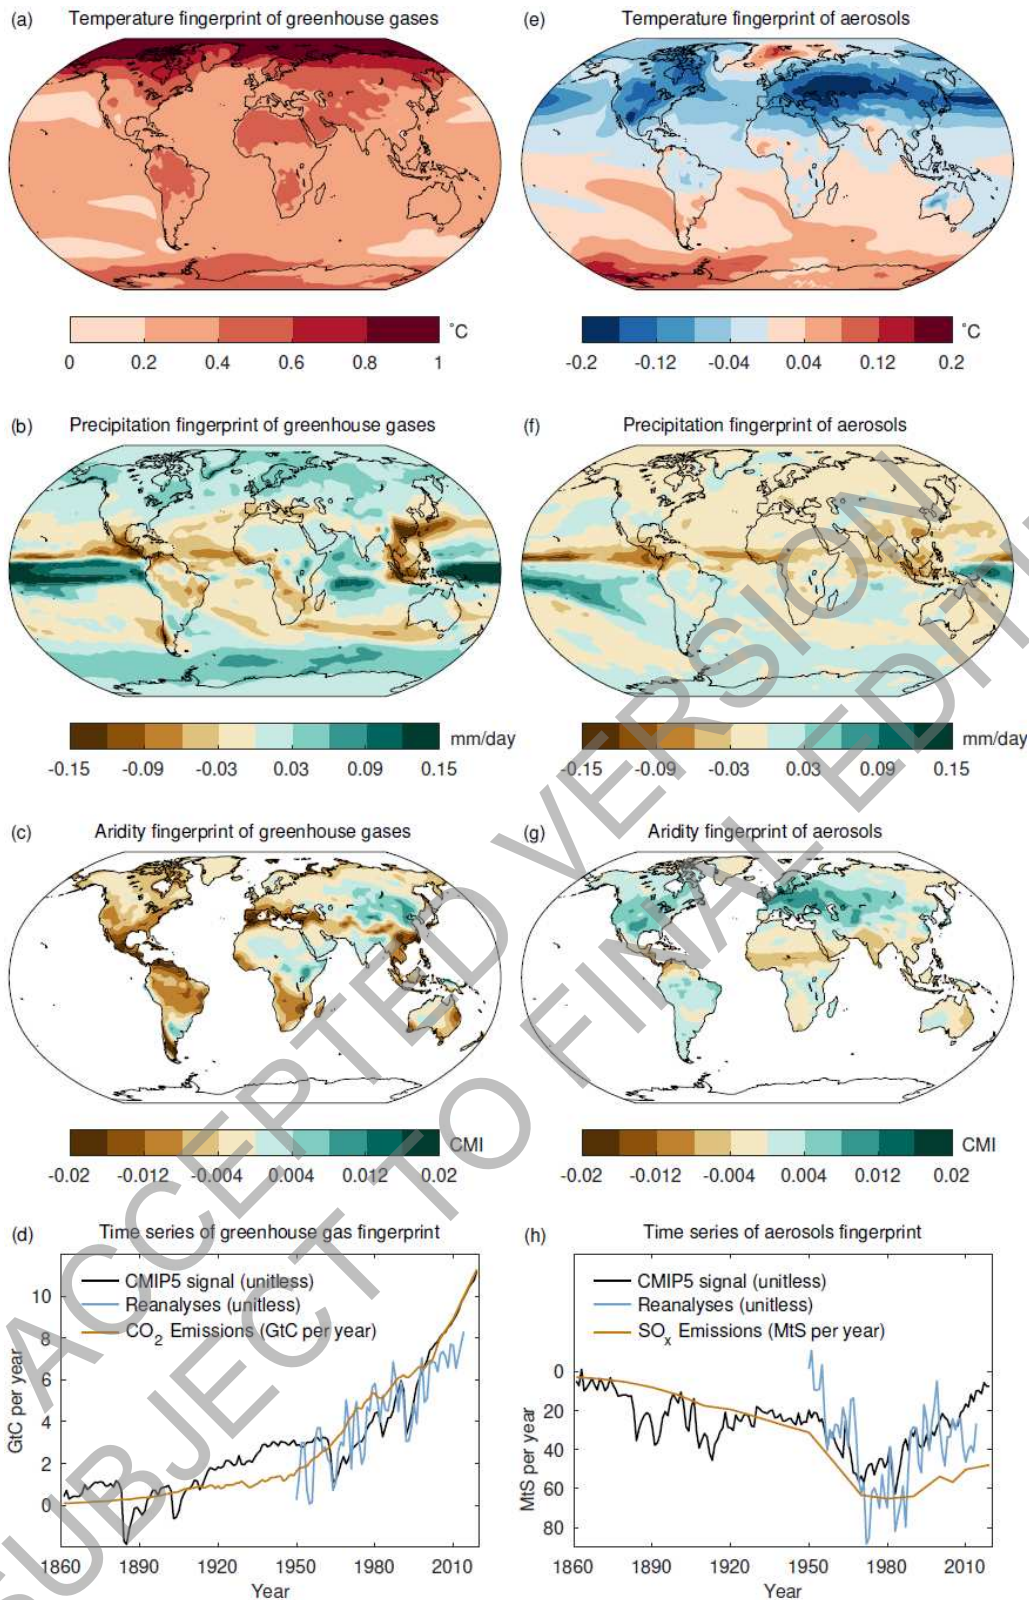 (a) Temperature fingerprint of greenhouse gases
°C
0 0.2 0.4 0.6 0.8 1
(e) Temperature fingerprint of aerosols
°C
-0.2 -0.12 -0.04 0.04 0.12 0.2
(b) Precipitation fingerprint of greenhouse gases
mm/day
-0.15 -0.09 -0.03 0.03 0.09 0.15
(f) Precipitation fingerprint of aerosols
mm/day
-0.15 -0.09 -0.03 0.03 0.09 0.15
(c) Aridity fingerprint of greenhouse gases
CMI
-0.02 -0.012 -0.004 0.004 0.012 0.02
(g) Aridity fingerprint of aerosols
CMI
-0.02 -0.012 -0.004 0.004 0.012 0.02
(d) Time series of greenhouse gas fingerprint
CMIP5 signal (unitless)
Reanalyses (unitless)
CO2 Emissions (GtC per year)
GtC per year
10
8
6
4
2
0
1860 1890 1920 1950 1980 2010
Year
(h) Time series of aerosols fingerprint
CMIP5 signal (unitless)
Reanalyses (unitless)
SOx Emissions (MtS per year)
MtS per year
0
20
40
60
80
1860 1890 1920 1950 1980 2010
Year
ACCEPTED VERSION
SUBJECT TO FINAL EDIT